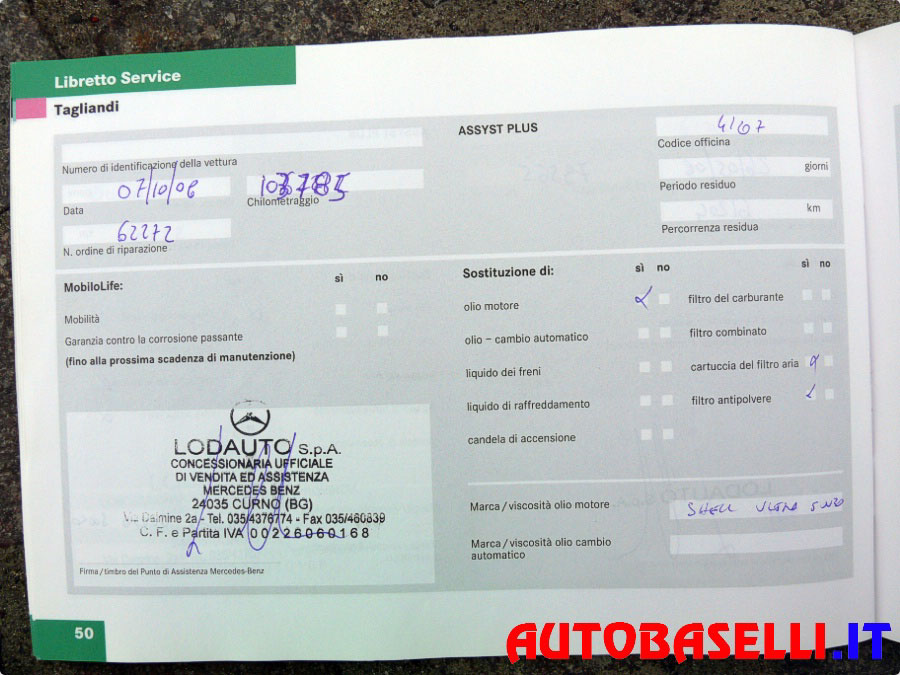 Libretto Service
Tagliandi
ASSYST PLUS
4107
Codice officina
Numero di identificazione della vettura
giorni
Periodo residuo
07/10/06
Data
Chilometraggio
km
Percorrenza residua
62272
N. ordine di riparazione
MobiloLife:
sì no
Mobilità
Garanzia contro la corrosione passante
(fino alla prossima scadenza di manutenzione)
Sostituzione di:
sì no
sì no
olio motore
filtro del carburante
olio – cambio automatico
filtro combinato
liquido dei freni
cartuccia del filtro aria
liquido di raffreddamento
filtro antipolvere
candela di accensione
LODAUTO S.p.A.
CONCESSIONARIA UFFICIALE
DI VENDITA ED ASSISTENZA
MERCEDES BENZ
24035 CURNO (BG)
Via Dalmine 2a - Tel. 035/4376774 - Fax 035/460639
C. F. e Partita IVA 00226060168
Firma / timbro del Punto di Assistenza Mercedes-Benz
Marca / viscosità olio motore
SHELL
Marca / viscosità olio cambio
automatico
50
AUTOBASELLI.IT